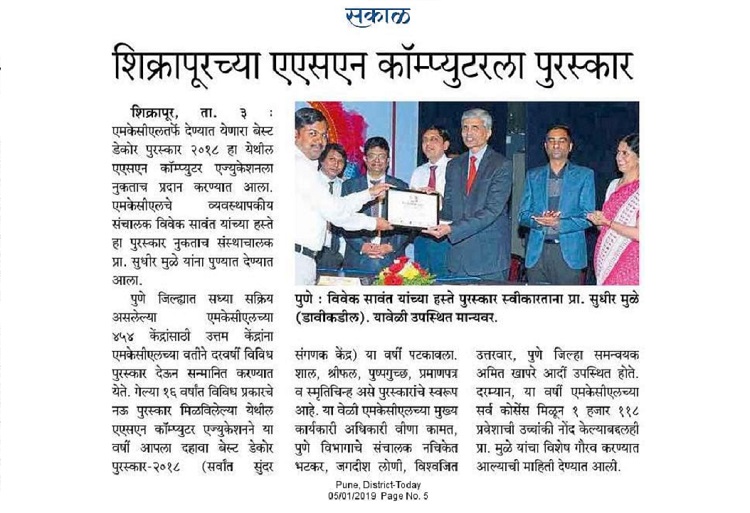 सकाळ
शिक्रापूरच्या एएसएन कॉम्प्युटरला पुरस्कार
शिक्रापूर, ता. ३ :
एमकेसीएलतर्फे देण्यात येणारा बेस्ट
डेकोर पुरस्कार २०१८ हा येथील
एएसएन कॉम्प्युटर एज्युकेशनला
नुकताच प्रदान करण्यात आला.
एमकेसीएलचे व्यवस्थापकीय
संचालक विवेक सावंत यांच्या हस्ते
हा पुरस्कार नुकताच संस्थाचालक
प्रा. सुधीर मुळे यांना पुण्यात देण्यात
आला.
पुणे जिल्ह्यात सध्या सक्रिय
असलेल्या एमकेसीएलच्या
४५४ केंद्रांसाठी उत्तम केंद्रांना
एमकेसीएलच्या वतीने दरवर्षी विविध
पुरस्कार देऊन सन्मानित करण्यात
येते. गेल्या १६ वर्षांत विविध प्रकारचे
नऊ पुरस्कार मिळविलेल्या येथील
एएसएन कॉम्प्युटर एज्युकेशनने या
वर्षी आपला दहावा बेस्ट डेकोर
पुरस्कार-२०१८ (सर्वांत सुंदर
पुणे : विवेक सावंत यांच्या हस्ते पुरस्कार स्वीकारताना प्रा. सुधीर मुळे
(डावीकडील). यावेळी उपस्थित मान्यवर.
संगणक केंद्र) या वर्षी पटकावला.
शाल, श्रीफल, पुष्पगुच्छ, प्रमाणपत्र
व स्मृतिचिन्ह असे पुरस्कारांचे स्वरूप
आहे. या वेळी एमकेसीएलच्या मुख्य
कार्यकारी अधिकारी वीणा कामत,
पुणे विभागाचे संचालक नचिकेत
भटकर, जगदीश लोणी, विश्वजित
उत्तरवार, पुणे जिल्हा समन्वयक
अमित खापरे आदीं उपस्थित होते.
दरम्यान, या वर्षी एमकेसीएलच्या
सर्व कोर्सेस मिळून १ हजार ११८
प्रवेशाची उच्चांकी नोंद केल्याबद्दलही
प्रा. मुळे यांचा विशेष गौरव करण्यात
आल्याची माहिती देण्यात आली.
Pune, District-Today
05/01/2019 Page No. 5